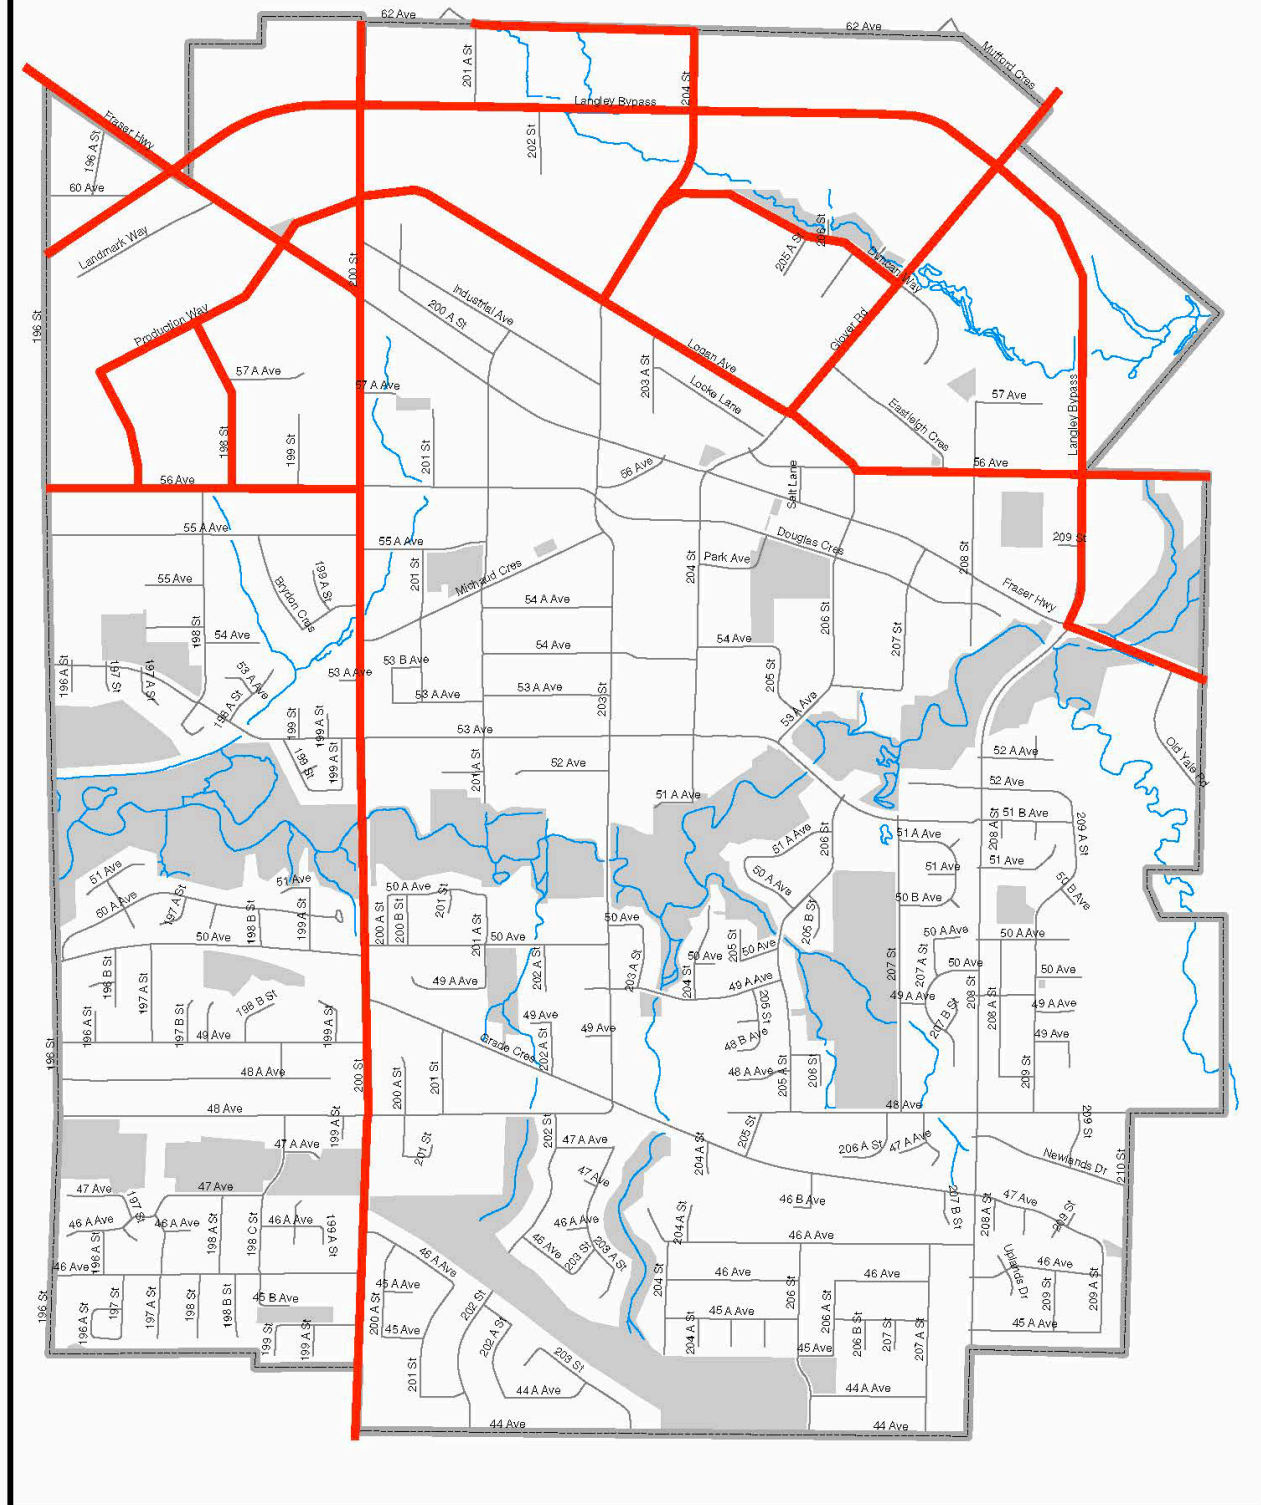 62 Ave
62 Ave
Mufford Cres
201 A St
204 St
Langley Bypass
Fraser Hwy
196 A St
202 St
60 Ave
Landmark Way
205 A St
206 St
Duncan Way
200 St
196 St
Industrial Ave
200 A St
Production Way
Glover Rd
Logan Ave
203 A St
Locke Lane
57 A Ave
57 A Ave
57 Ave
Langley Bypass
Eastleigh Cres
198 St
199 St
201 St
56 Ave
56 Ave
56 Ave
Salt Lane
55 A Ave
55 A Ave
Douglas Cres
209 St
208 St
204 St
Park Ave
55 Ave
Brydon Cres
199 A St
201 St
Michaud Cres
Fraser Hwy
54 A Ave
206 St
207 St
198 St
54 Ave
54 Ave
54 Ave
196 A St
197 St
197 A St
53 A Ave
198 A St
53 A Ave
53 B Ave
53 A Ave
53 A Ave
203 St
205 St
53 A Ave
199 St
199 A St
53 Ave
199 St
199 A St
52 A Ave
Old Yale Rd
52 Ave
201 A St
52 Ave
51 A Ave
51 B Ave
208 A St
209 A St
51 A Ave
206 St
51 A Ave
51 Ave
51 Ave
51 Ave
51 Ave
50 A Ave
50 A Ave
50 B Ave
50 B Ave
201 St
197 A St
198 B St
199 A St
200 A St
200 B St
201 A St
50 Ave
205 B St
50 Ave
50 Ave
205 St
50 Ave
50 Ave
50 A Ave
50 A Ave
207 St
207 A St
50 Ave
50 Ave
196 B St
197 A St
49 A Ave
202 A St
203 A St
204 St
49 A Ave
208 St
49 A Ave
208 A St
49 A Ave
207 B St
196 A St
197 B St
198 B St
49 Ave
199 A St
49 Ave
49 Ave
205 St
48 B Ave
49 Ave
196 St
Grade Cres
202 A St
48 A Ave
200 St
200 A St
201 St
48 A Ave
205 A St
206 St
209 St
48 Ave
48 Ave
199 A St
47 A Ave
201 St
202 St
47 A Ave
204 A St
205 St
206 A St
47 A Ave
209 St
Newlands Dr
210 St
47 Ave
47 Ave
47 Ave
47 Ave
197 St
46 A Ave
46 A Ave
46 A Ave
46 A Ave
46 B Ave
207 B St
208 A St
209 St
196 A St
198 A St
198 C St
199 A St
46 Ave
203 St
203 A St
204 A St
46 A Ave
46 Ave
46 A Ave
46 Ave
46 Ave
46 Ave
Uplands Dr
45 A Ave
204 St
206 St
209 St
209 A St
196 St
196 A St
197 St
197 A St
198 St
198 B St
45 B Ave
200 A St
45 Ave
202 St
202 A St
45 A Ave
204 A St
206 A St
206 B St
207 St
207 A St
45 A Ave
199 St
199 A St
45 Ave
201 St
203 St
44 A Ave
44 A Ave
44 Ave
44 Ave